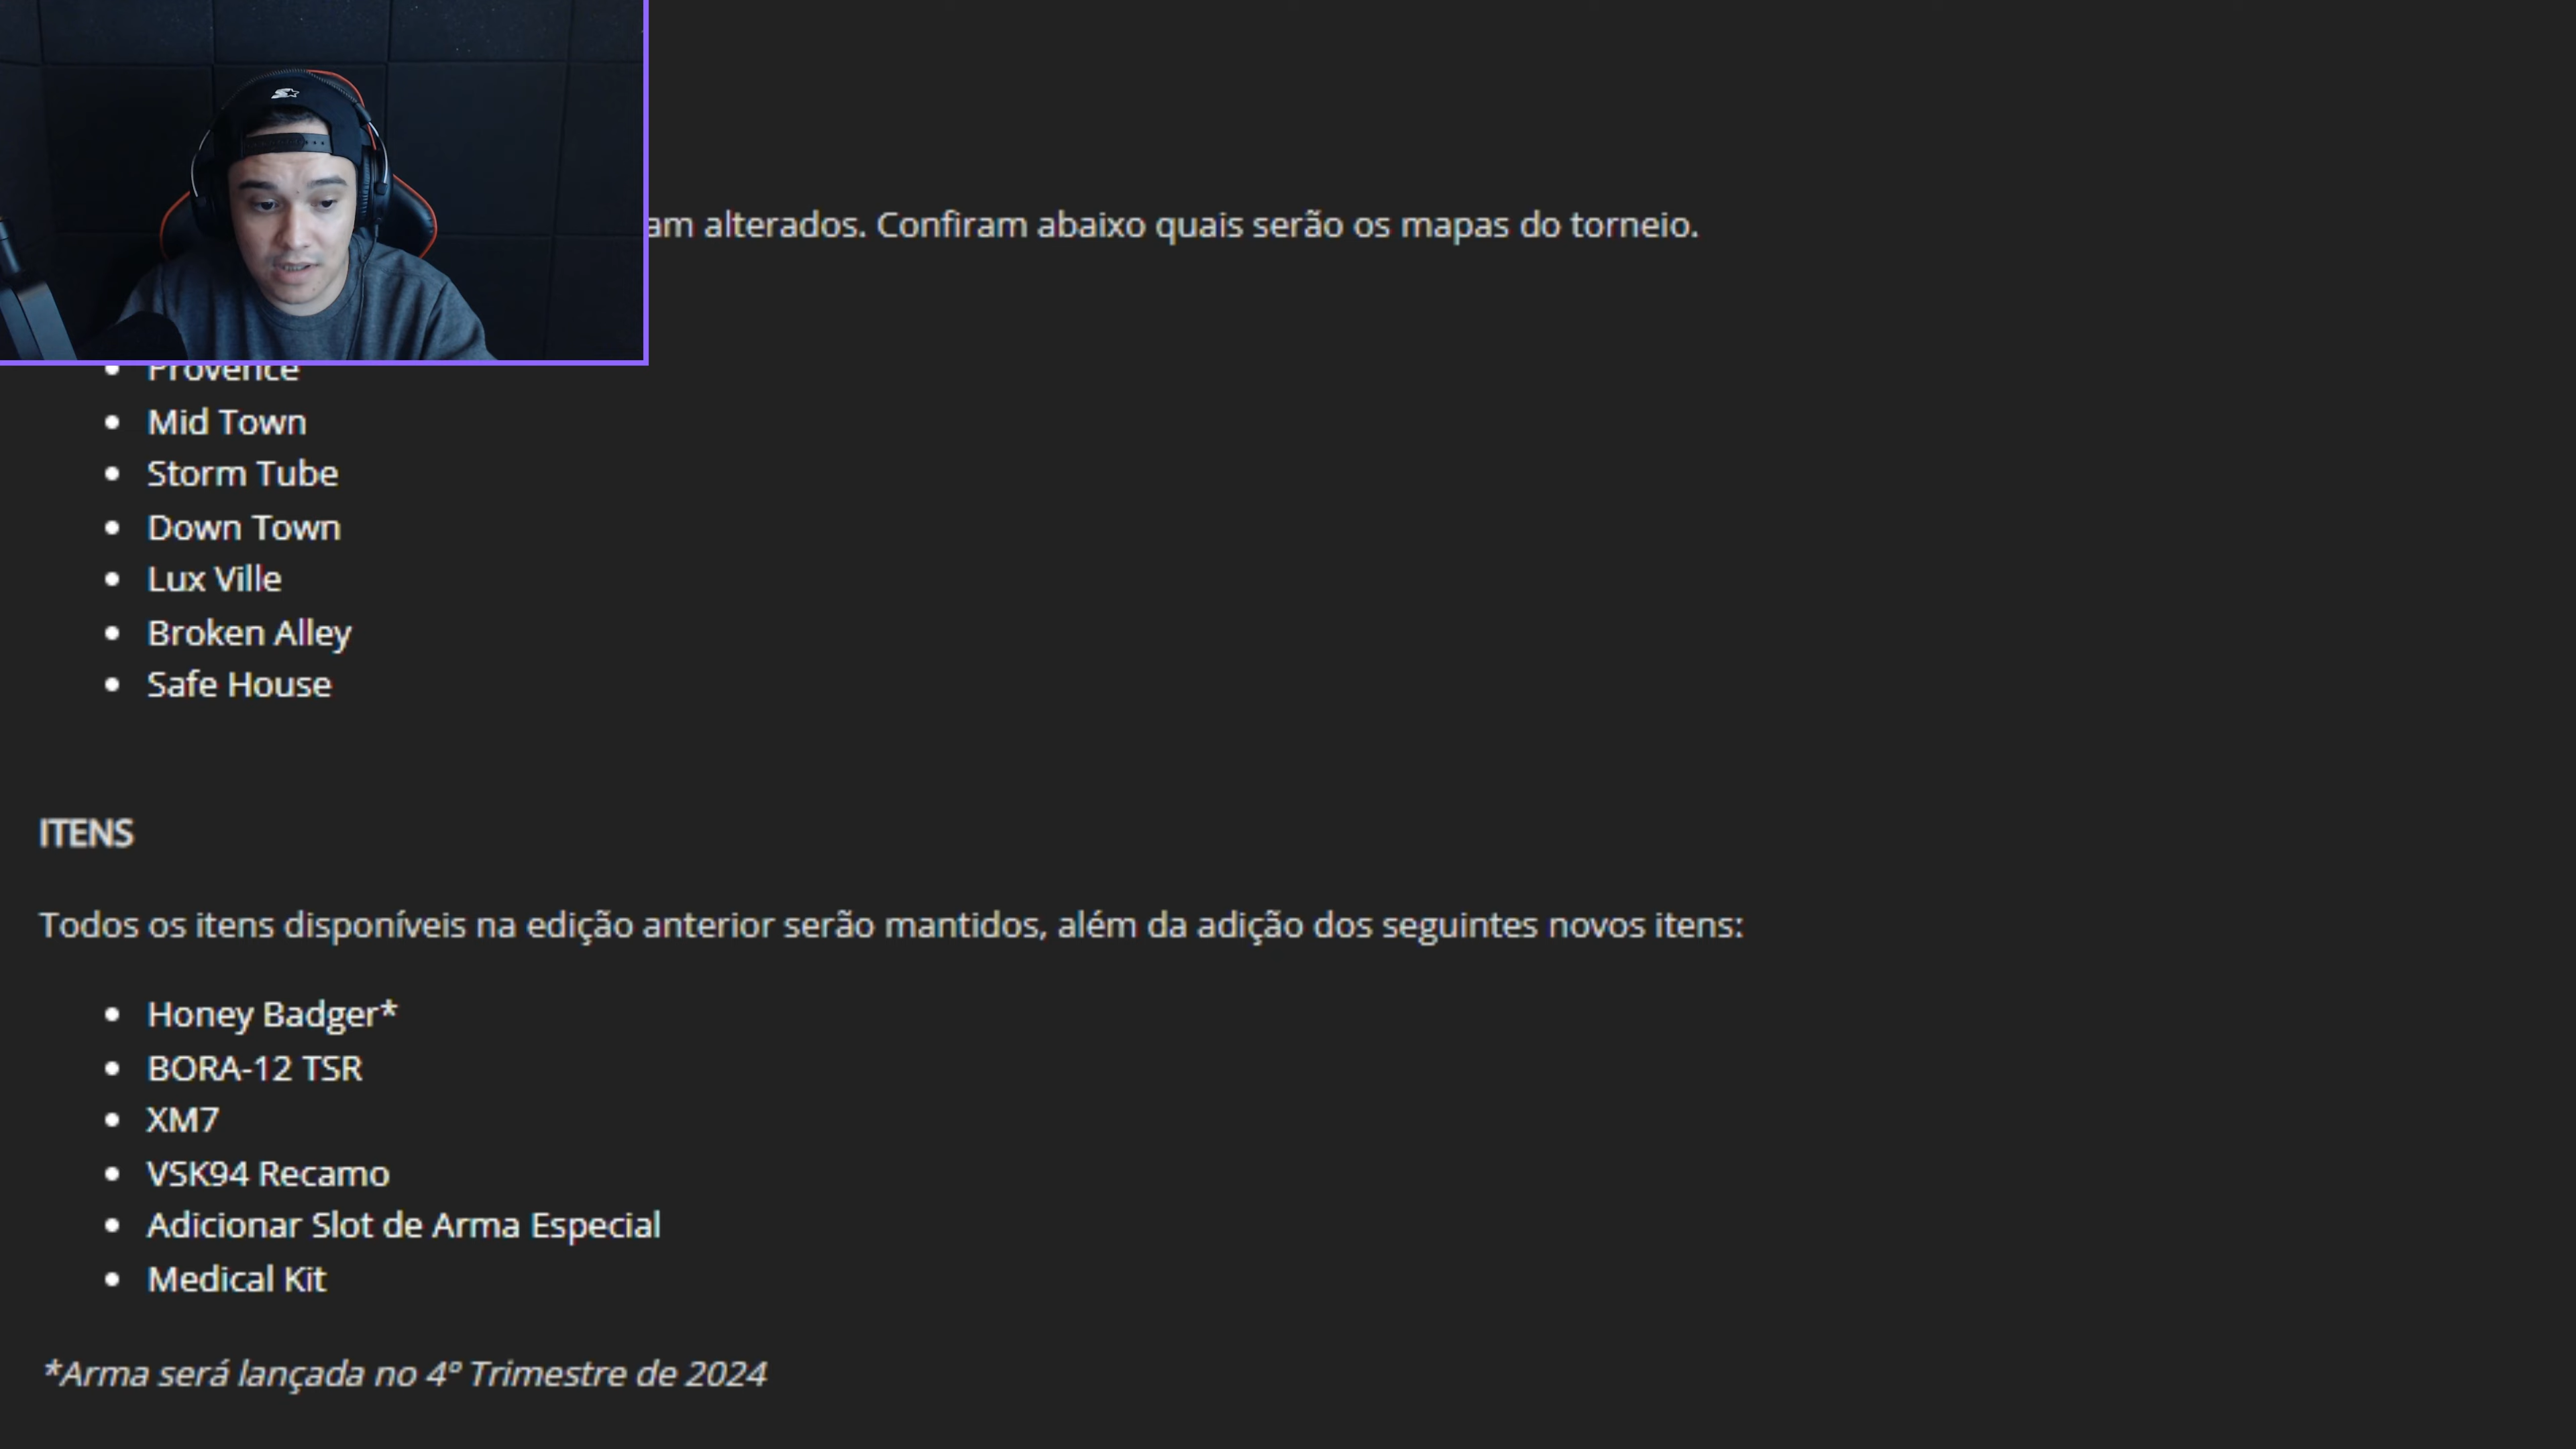 am alterados. Confiram abaixo quais serão os mapas do torneio.
• Provence
• Mid Town
• Storm Tube
• Down Town
• Lux Ville
• Broken Alley
• Safe House
ITENS
Todos os itens disponíveis na edição anterior serão mantidos, além da adição dos seguintes novos itens:
• Honey Badger*
• BORA-12 TSR
• XM7
• VSK94 Recamo
• Adicionar Slot de Arma Especial
• Medical Kit
*Arma será lançada no 4º Trimestre de 2024